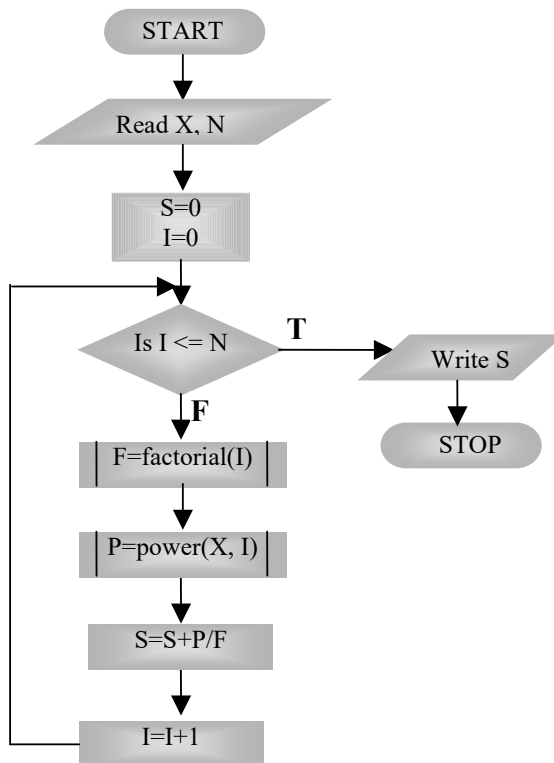 START
Read X, N
S=0
I=0
Is I <= N
T
Write S
F
STOP
F=factorial(I)
P=power(X, I)
S=S+P/F
I=I+1